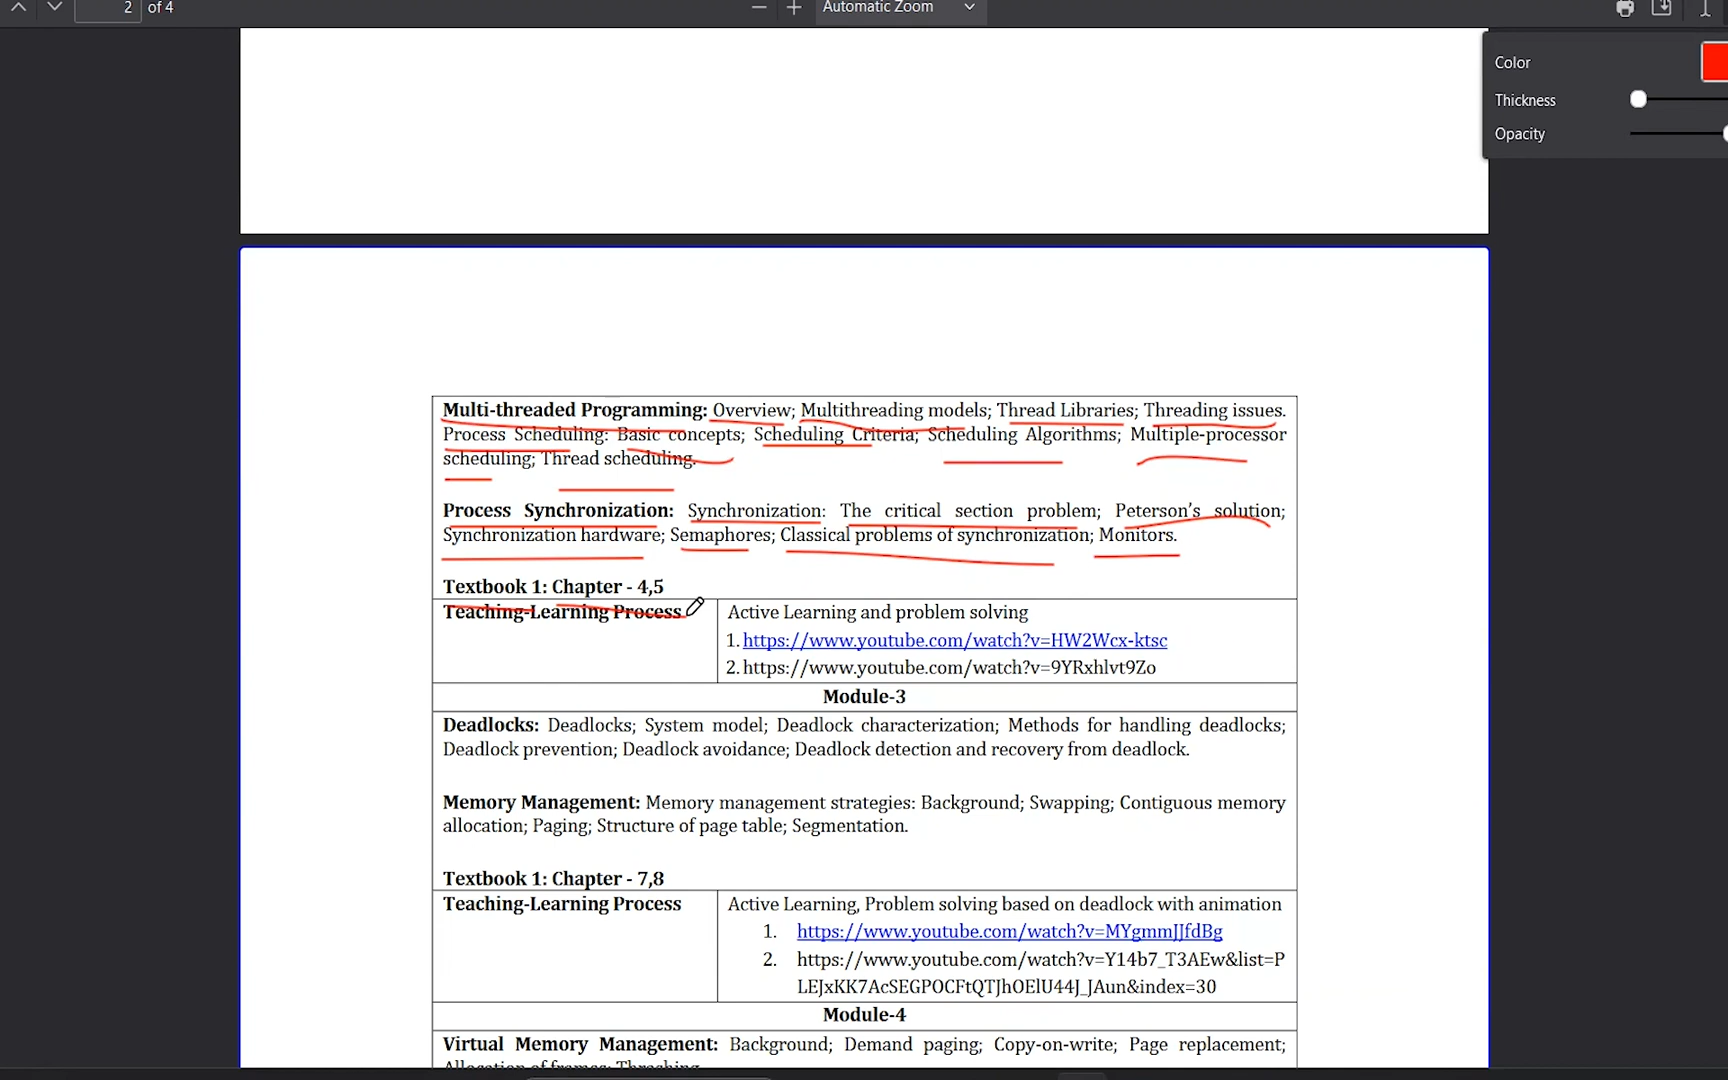 2 of 4
Automatic Zoom
Color
Thickness
Opacity
Multi-threaded Programming: Overview; Multithreading models; Thread Libraries; Threading issues.
Process Scheduling: Basic concepts; Scheduling Criteria; Scheduling Algorithms; Multiple-processor
scheduling; Thread scheduling.
Process Synchronization: Synchronization: The critical section problem; Peterson's solution;
Synchronization hardware; Semaphores; Classical problems of synchronization; Monitors.
Textbook 1: Chapter - 4,5
Teaching-Learning Process
Active Learning and problem solving
1. https://www.youtube.com/watch?v=HW2Wcx-ktsc
2. https://www.youtube.com/watch?v=9YRxhlvt9Zo
Module-3
Deadlocks: Deadlocks; System model; Deadlock characterization; Methods for handling deadlocks;
Deadlock prevention; Deadlock avoidance; Deadlock detection and recovery from deadlock.
Memory Management: Memory management strategies: Background; Swapping; Contiguous memory
allocation; Paging; Structure of page table; Segmentation.
Textbook 1: Chapter - 7,8
Teaching-Learning Process
Active Learning, Problem solving based on deadlock with animation
1. https://www.youtube.com/watch?v=MYgmmJJfdBg
2. https://www.youtube.com/watch?v=Y14b7_T3AEw&list=P
LEJxKK7AcSEGPOCFtQTJhOElU44J_JAun&index=30
Module-4
Virtual Memory Management: Background; Demand paging; Copy-on-write; Page replacement;
Allocation of frames; Thrashing.